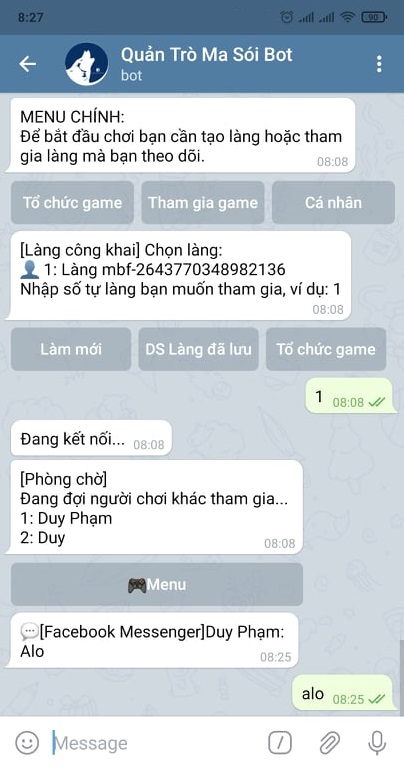 8:27
90
Quản Trò Ma Sói Bot
bot
MENU CHÍNH:
Để bắt đầu chơi bạn cần tạo làng hoặc tham
gia làng mà bạn theo dõi.
08:08
Tổ chức game
Tham gia game
Cá nhân
[Làng công khai] Chọn làng:
👤 1: Làng mbf-2643770348982136
Nhập số tự làng bạn muốn tham gia, ví dụ: 1
08:08
Làm mới
DS Làng đã lưu
Tổ chức game
1 08:08
Đang kết nối... 08:08
[Phòng chờ]
Đang đợi người chơi khác tham gia...
1: Duy Phạm
2: Duy
08:08
🎮Menu
💬[Facebook Messenger]Duy Phạm:
Alo
08:25
alo 08:25
Message